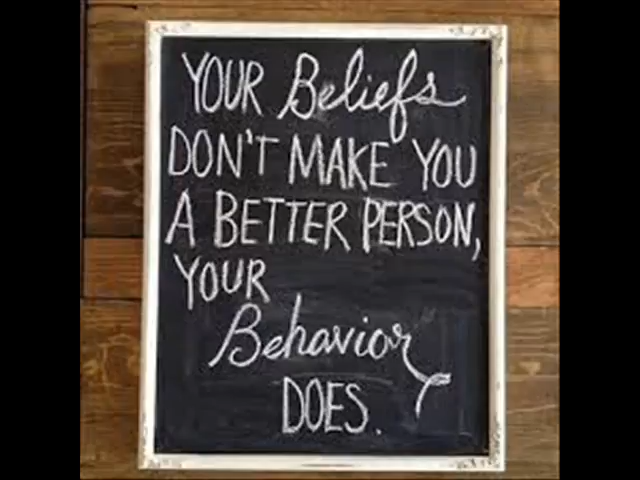 YOUR Beliefs
DON'T MAKE YOU
A BETTER PERSON,
YOUR
Behavior
DOES.